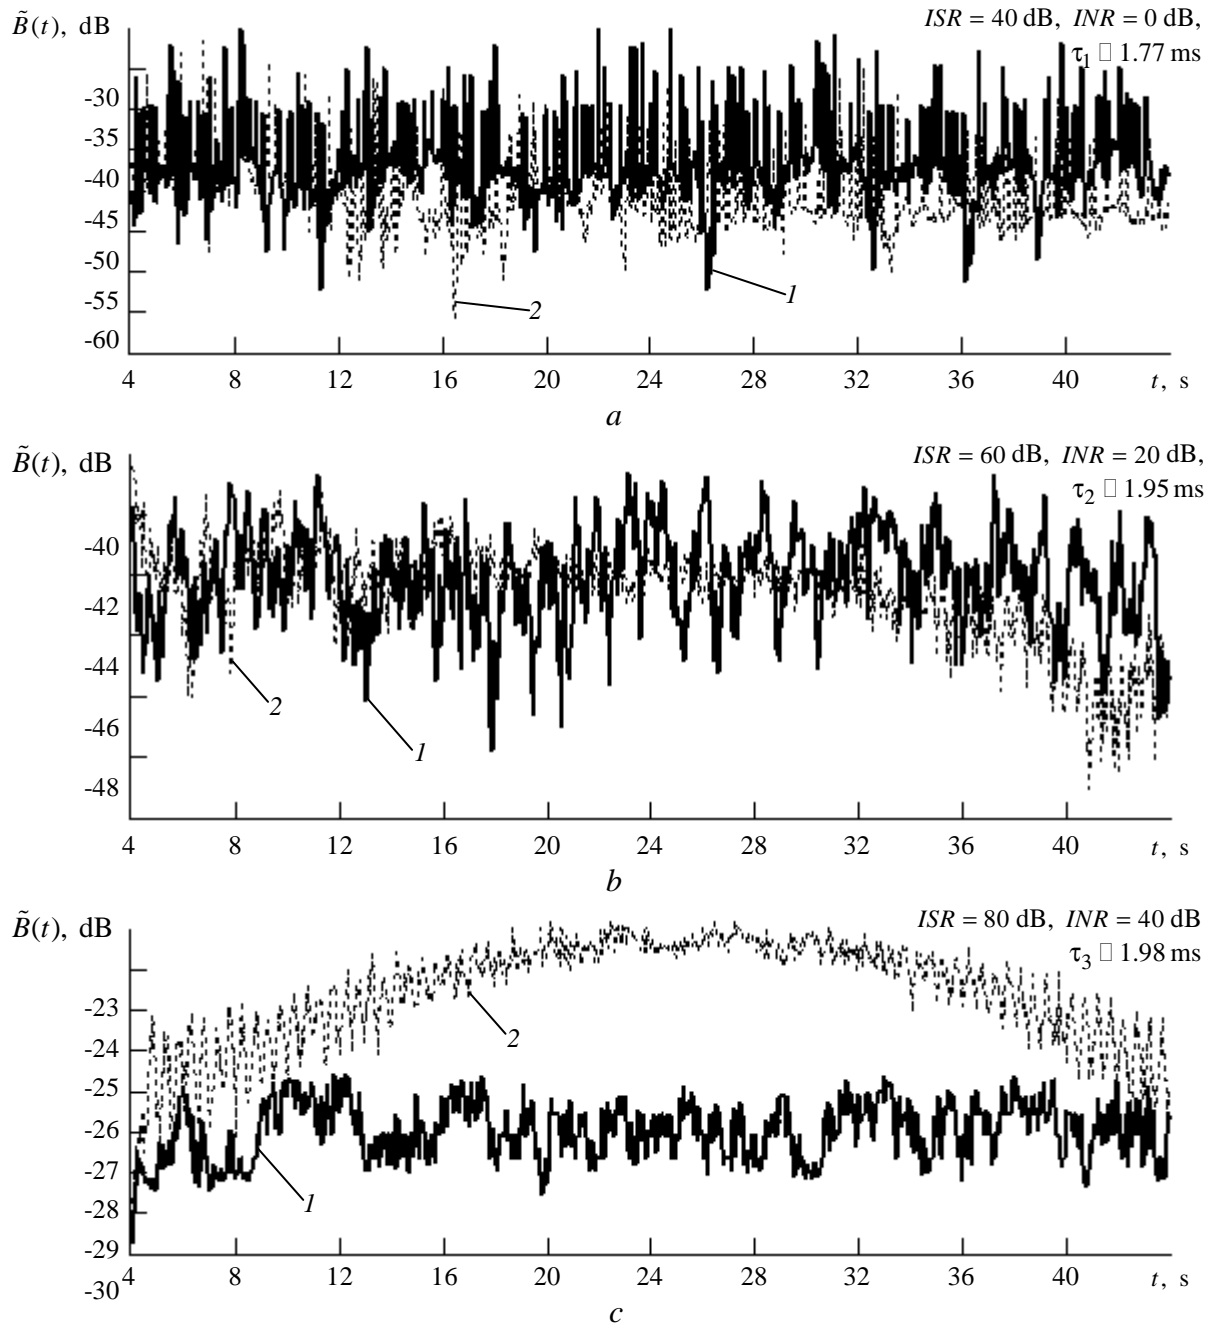 B̃(t), dB
ISR = 40 dB, INR = 0 dB,
τ₁ □ 1.77 ms
-30
-35
-40
-45
-50
-55
-60
2
1
4 8 12 16 20 24 28 32 36 40 t, s
a
B̃(t), dB
ISR = 60 dB, INR = 20 dB,
τ₂ □ 1.95 ms
-40
-42
-44
-46
-48
2
1
4 8 12 16 20 24 28 32 36 40 t, s
b
B̃(t), dB
ISR = 80 dB, INR = 40 dB
τ₃ □ 1.98 ms
-23
-24
-25
-26
-27
-28
-29
-30
2
1
4 8 12 16 20 24 28 32 36 40 t, s
c